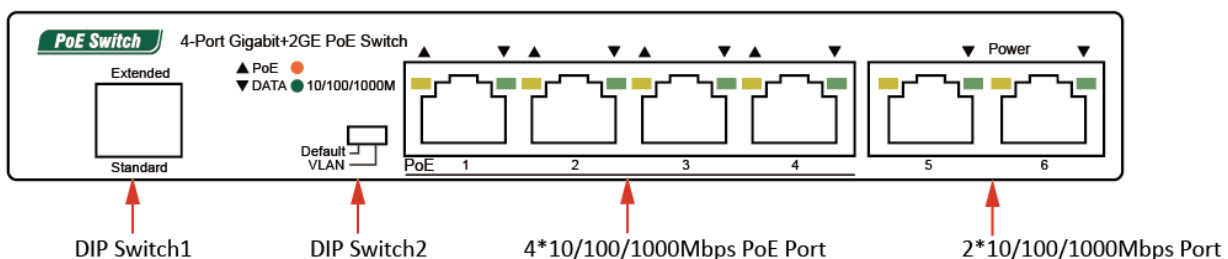 PoE Switch
4-Port Gigabit+2GE PoE Switch
▲ PoE
▼ DATA 10/100/1000M
Extended
Standard
Default
VLAN
Power
PoE 1 2 3 4 5 6
DIP Switch1 DIP Switch2 4*10/100/1000Mbps PoE Port 2*10/100/1000Mbps Port